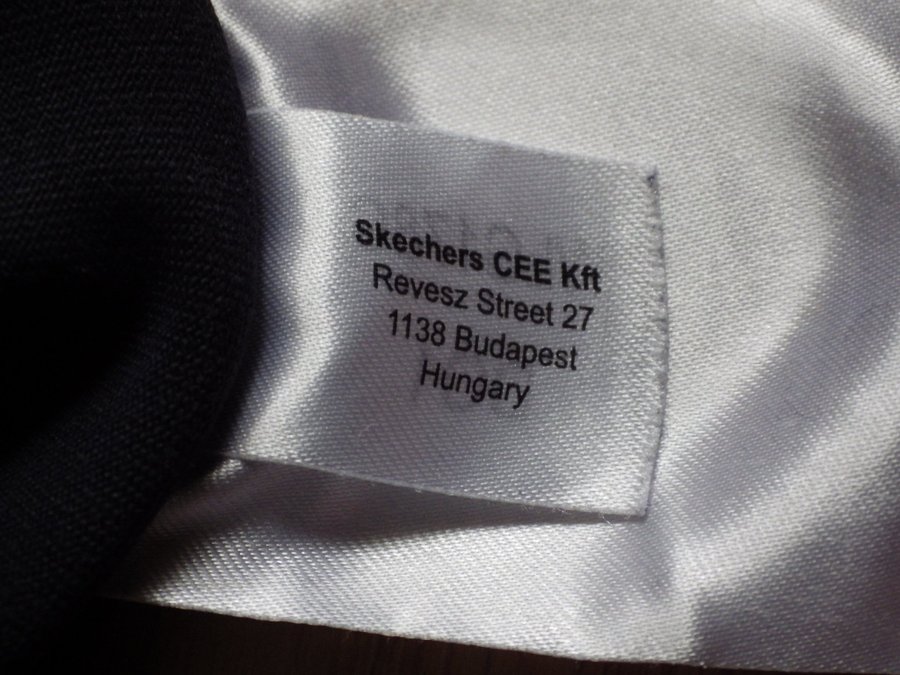 Skechers CEE Kft
Revesz Street 27
1138 Budapest
Hungary